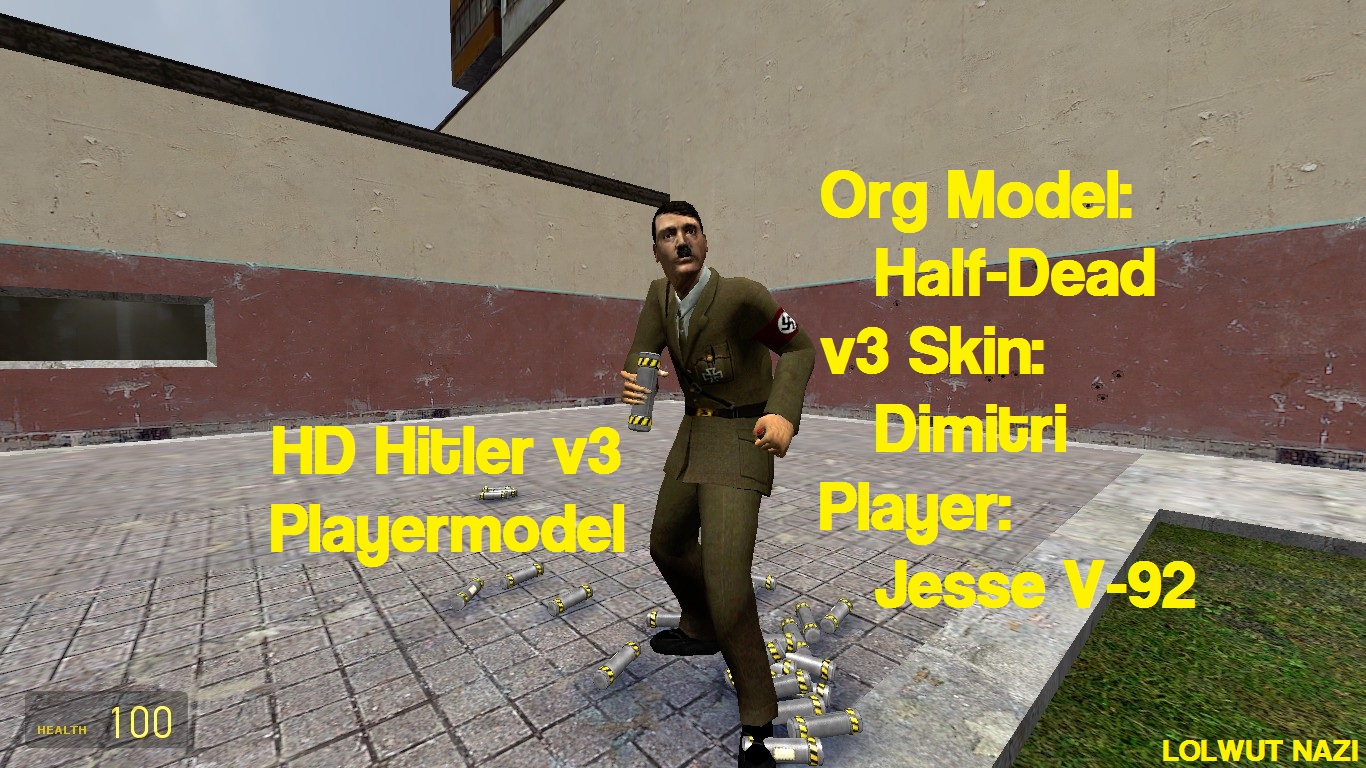 HD Hitler v3
Playermodel
Org Model:
Half-Dead
v3 Skin:
Dimitri
Player:
Jesse V-92
HEALTH 100
LOLWUT NAZI